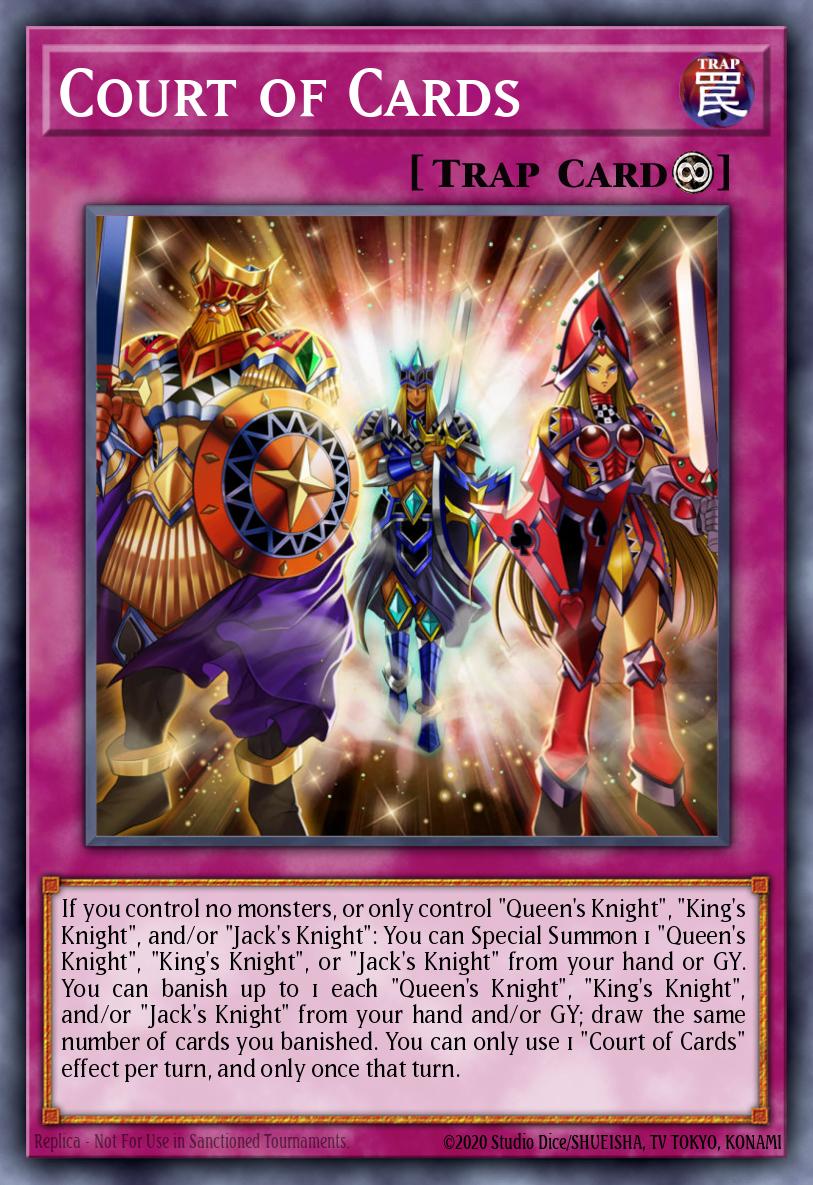 Court of Cards
TRAP
罠
[ Trap Card ∞ ]
If you control no monsters, or only control "Queen's Knight", "King's
Knight", and/or "Jack's Knight": You can Special Summon 1 "Queen's
Knight", "King's Knight", or "Jack's Knight" from your hand or GY.
You can banish up to 1 each "Queen's Knight", "King's Knight",
and/or "Jack's Knight" from your hand and/or GY; draw the same
number of cards you banished. You can only use 1 "Court of Cards"
effect per turn, and only once that turn.
Replica - Not For Use in Sanctioned Tournaments.
©2020 Studio Dice/SHUEISHA, TV TOKYO, KONAMI